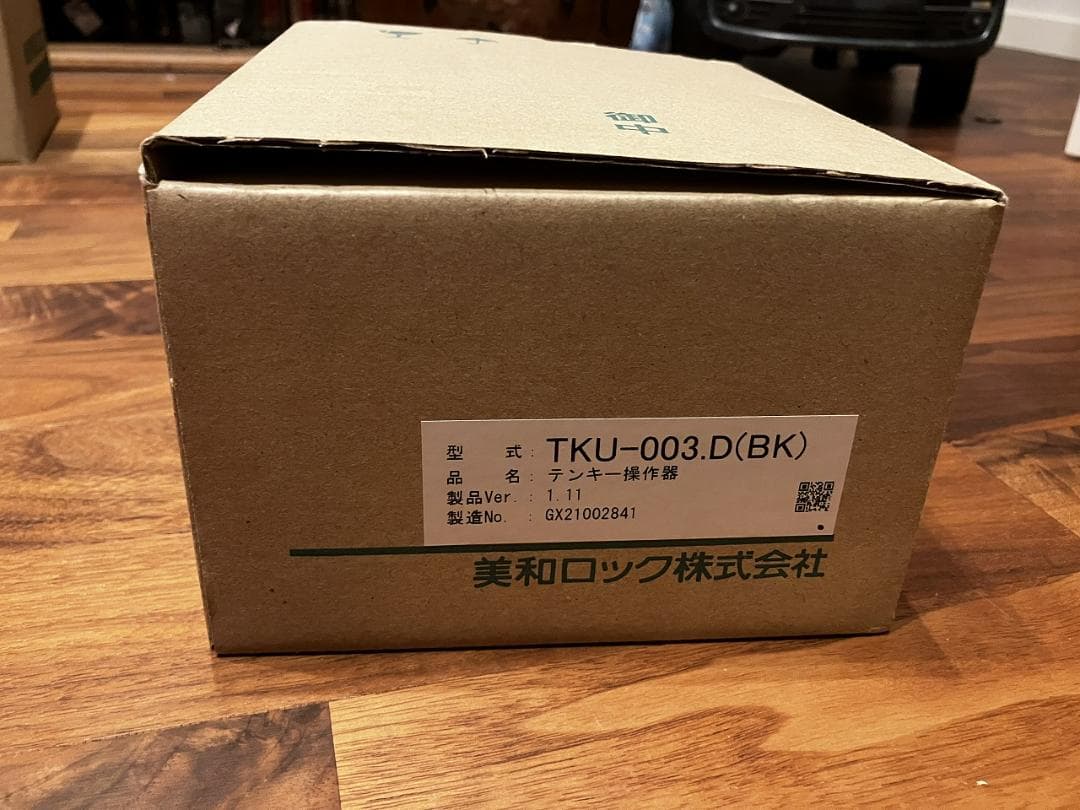 型　式: TKU-003.D(BK)
品　名: テンキー操作器
製品Ver. : 1.11
製造No. : GX21002841
美和ロック株式会社